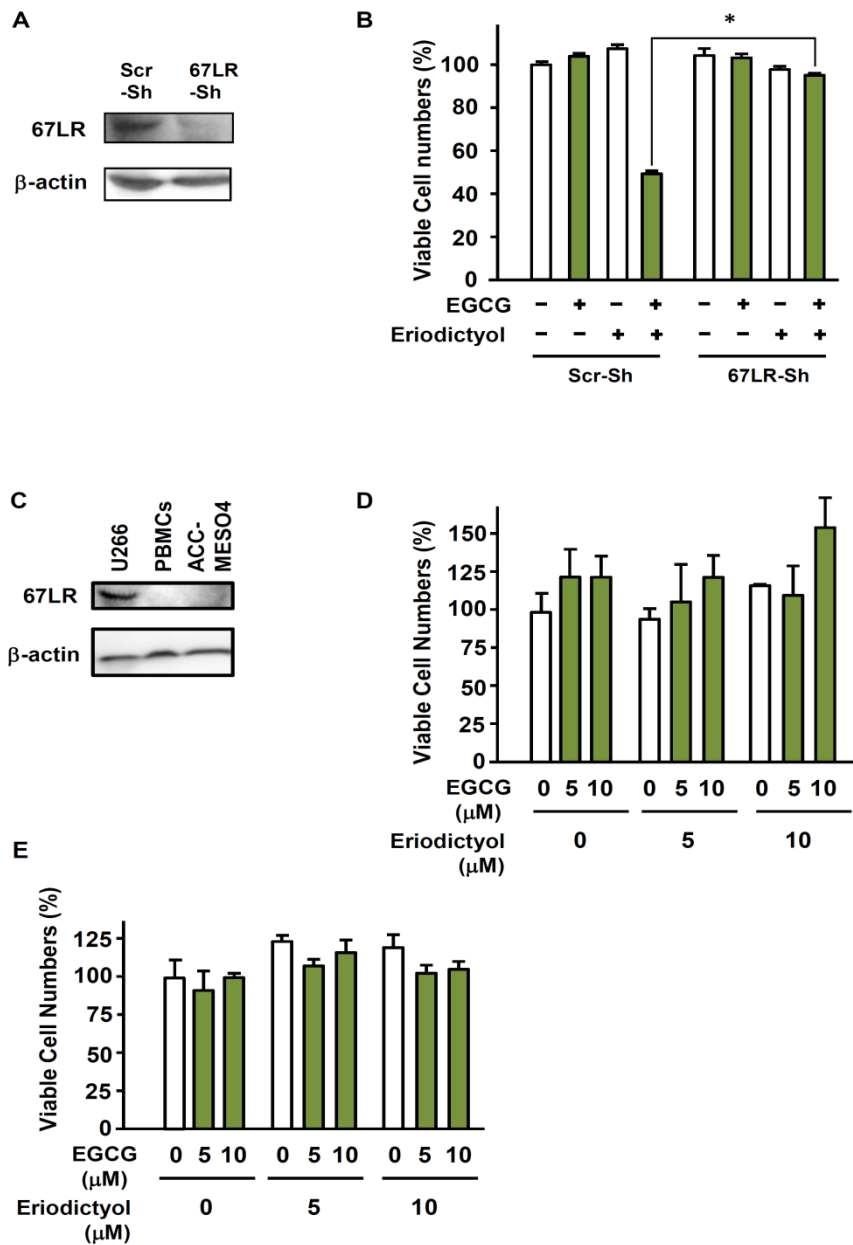 A
Scr
-Sh
67LR
-Sh
67LR
β-actin
B
*
Viable Cell numbers (%)
100
80
60
40
20
0
EGCG − + − + − + − +
Eriodictyol − − + + − − + +
Scr-Sh 67LR-Sh
C
U266
PBMCs
ACC-
MESO4
67LR
β-actin
D
Viable Cell Numbers (%)
150
125
100
75
50
25
0
EGCG 0 5 10 0 5 10 0 5 10
(μM)
Eriodictyol 0 5 10
(μM)
E
Viable Cell Numbers (%)
125
100
75
50
25
0
EGCG 0 5 10 0 5 10 0 5 10
(μM)
Eriodictyol 0 5 10
(μM)